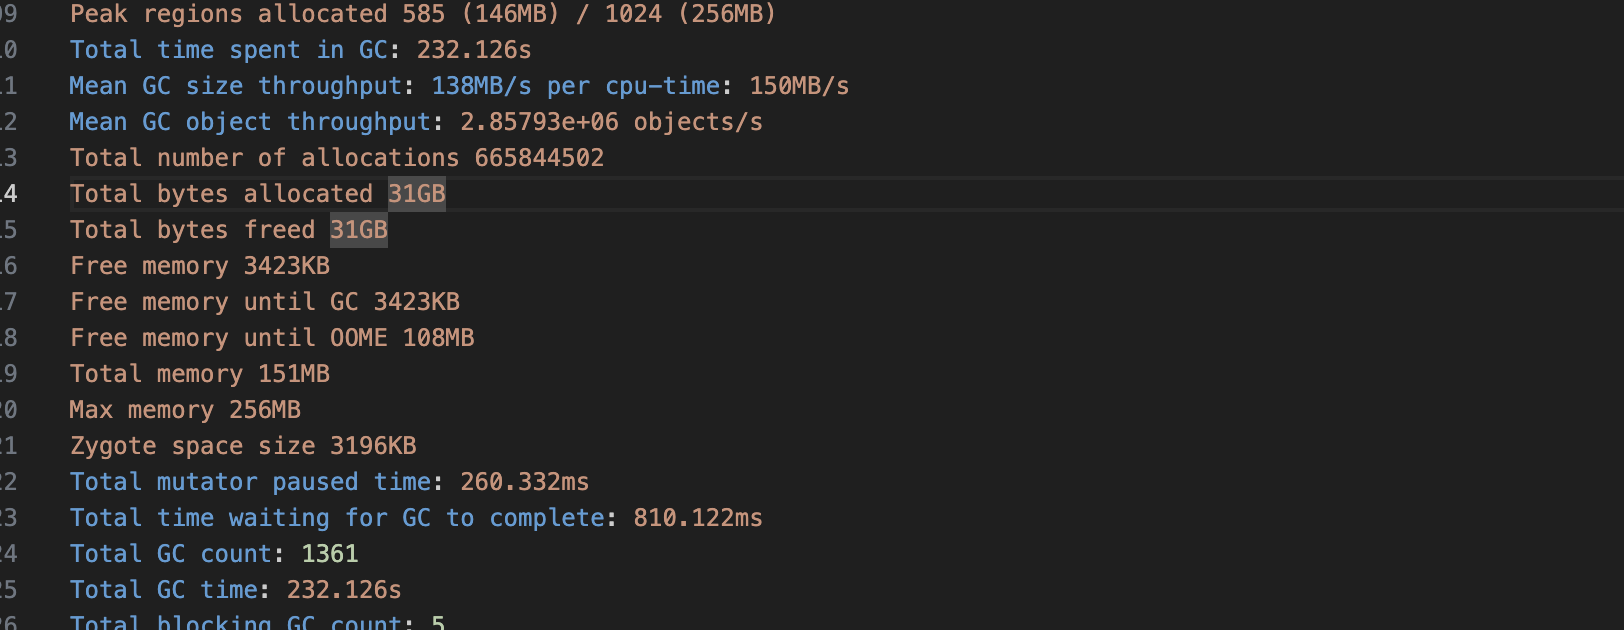 09 Peak regions allocated 585 (146MB) / 1024 (256MB)
10 Total time spent in GC: 232.126s
11 Mean GC size throughput: 138MB/s per cpu-time: 150MB/s
12 Mean GC object throughput: 2.85793e+06 objects/s
13 Total number of allocations 665844502
14 Total bytes allocated 31GB
15 Total bytes freed 31GB
16 Free memory 3423KB
17 Free memory until GC 3423KB
18 Free memory until OOME 108MB
19 Total memory 151MB
20 Max memory 256MB
21 Zygote space size 3196KB
22 Total mutator paused time: 260.332ms
23 Total time waiting for GC to complete: 810.122ms
24 Total GC count: 1361
25 Total GC time: 232.126s
26 Total blocking GC count: 5